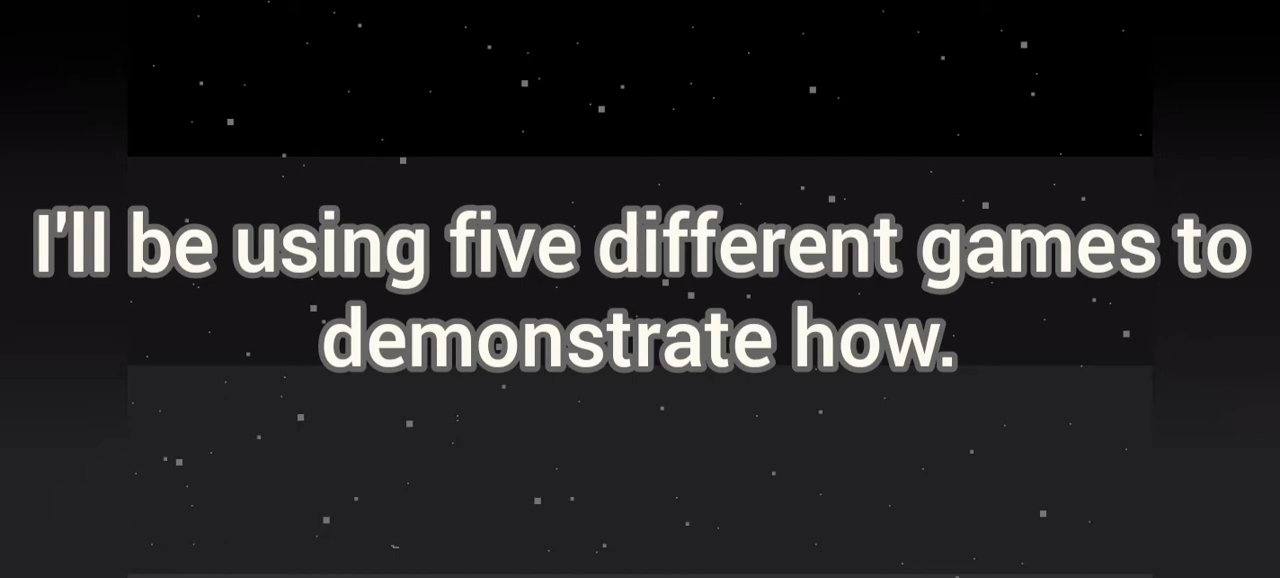 I'll be using five different games to
demonstrate how.